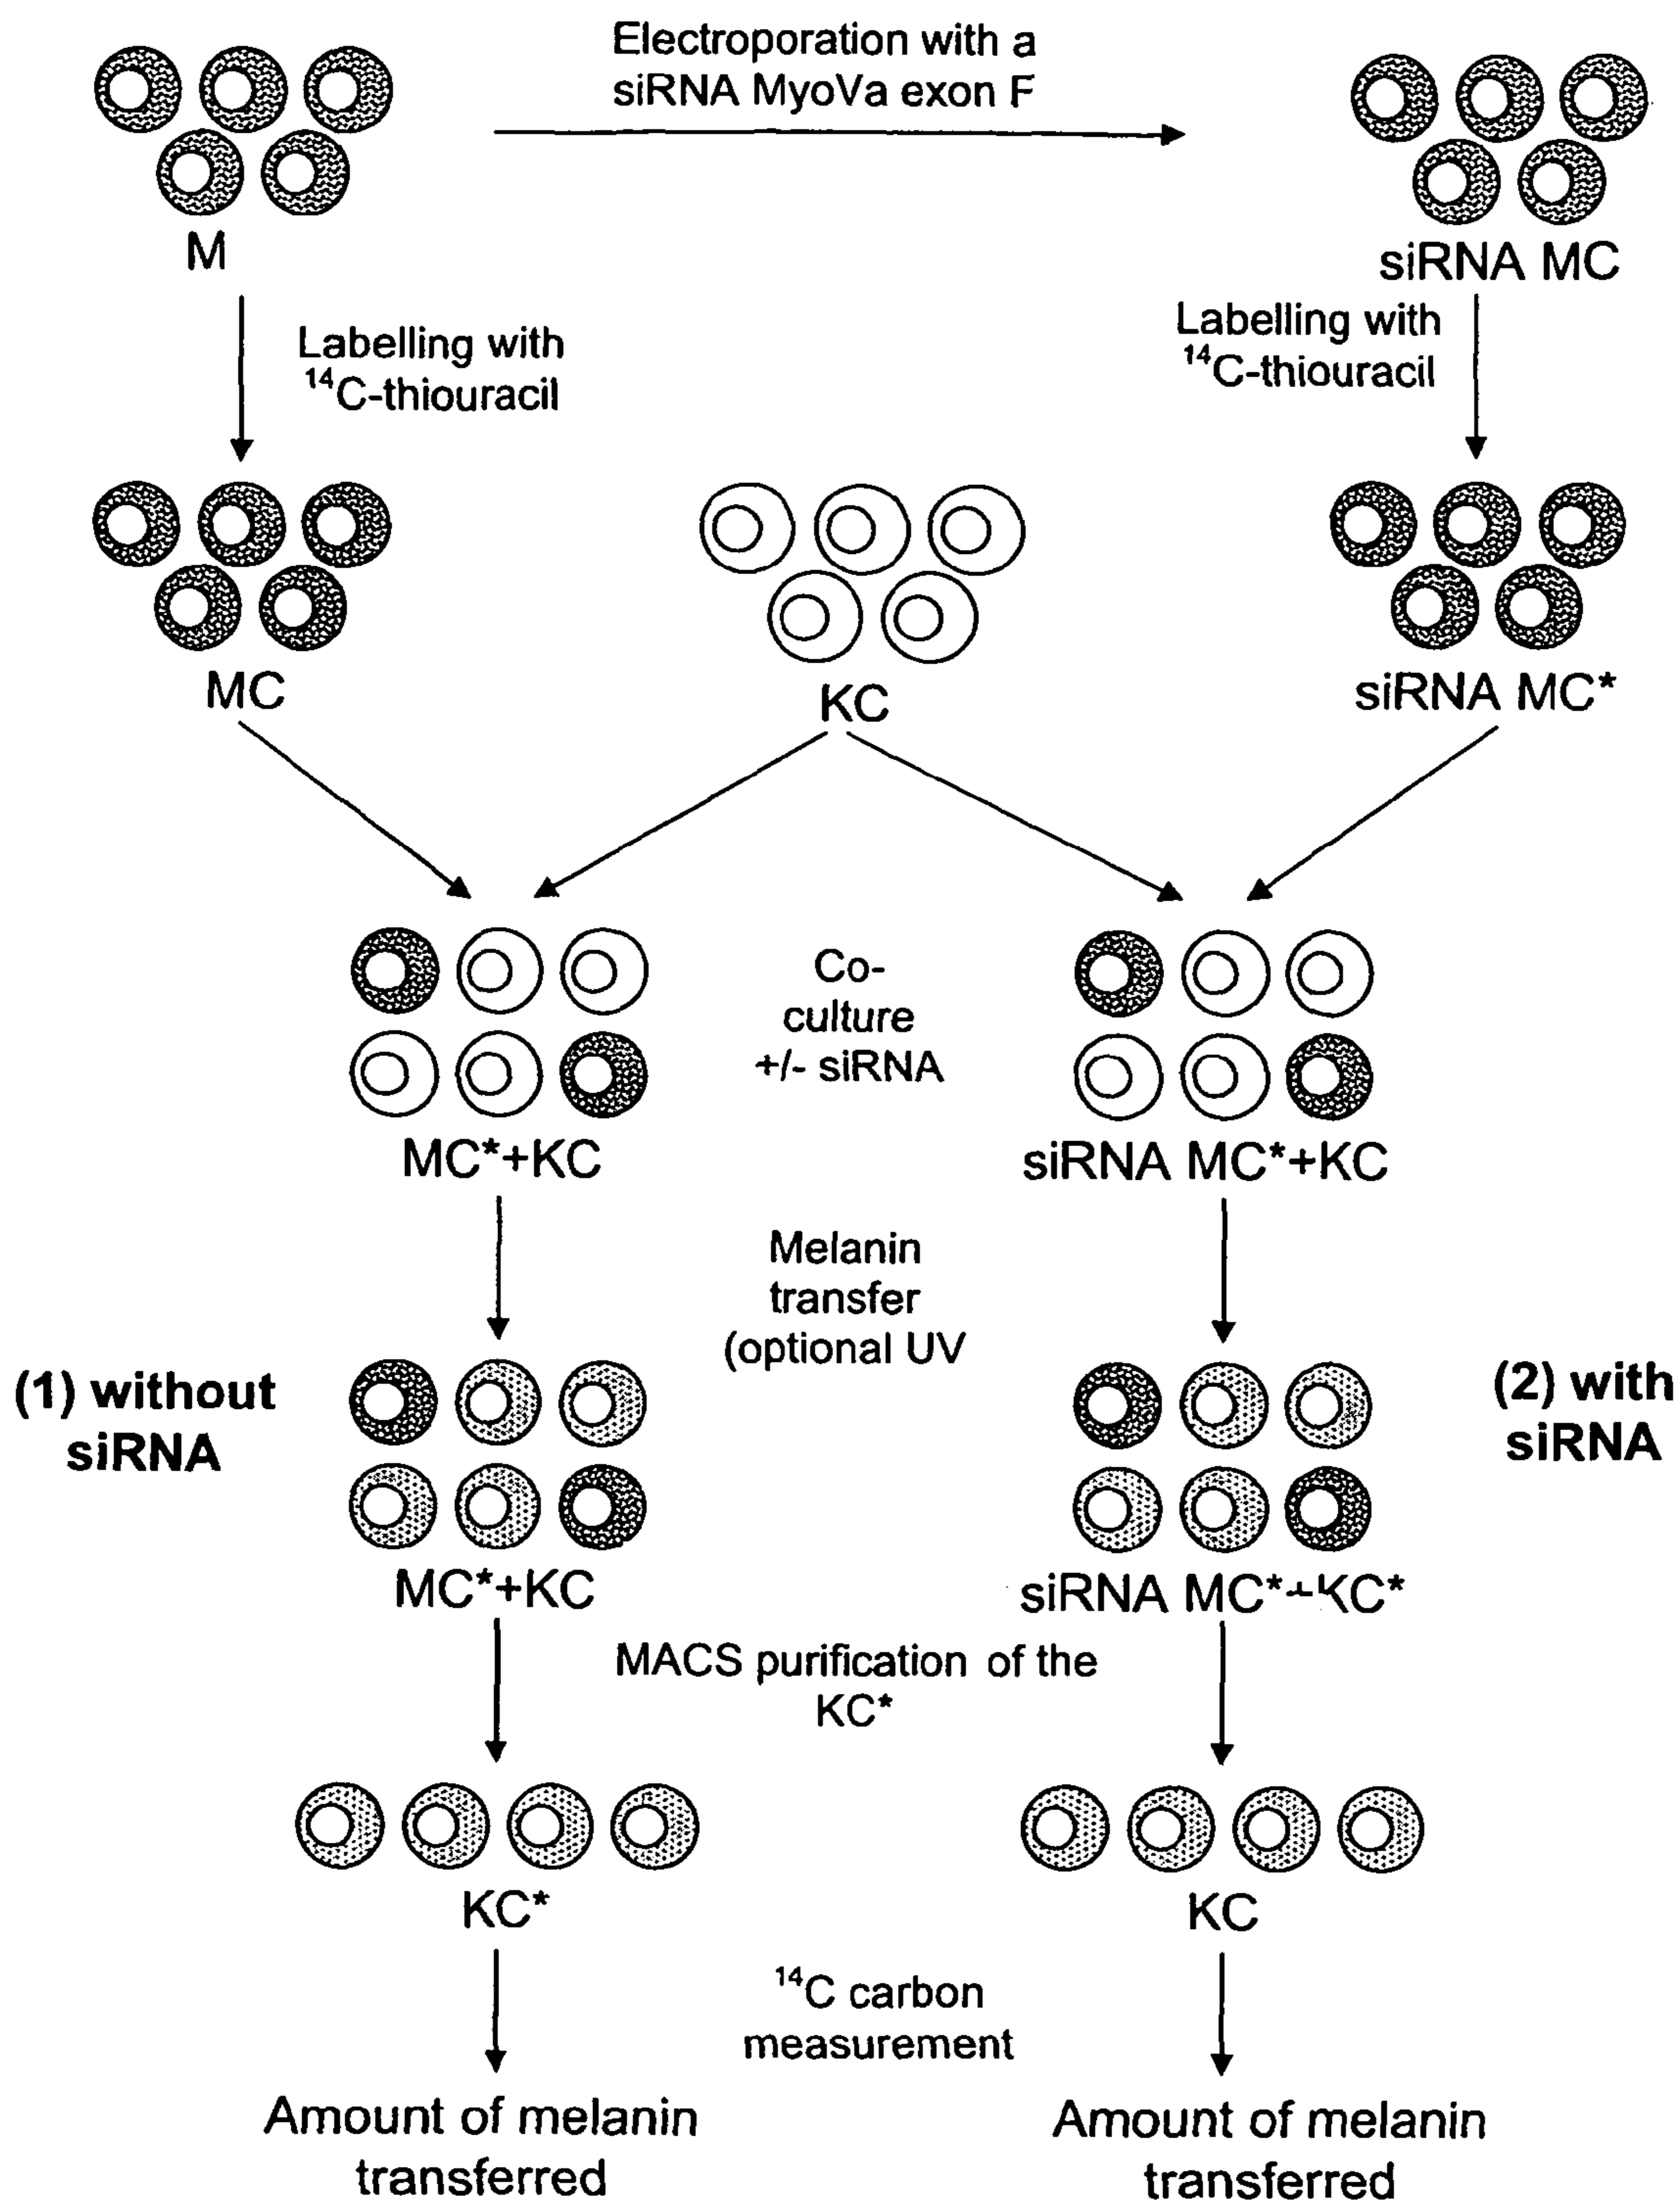 Electroporation with a
siRNA MyoVa exon F
M
siRNA MC
Labelling with
¹⁴C-thiouracil
Labelling with
¹⁴C-thiouracil
MC
KC
siRNA MC*
Co-
culture
+/- siRNA
MC*+KC
siRNA MC*+KC
Melanin
transfer
(optional UV
(1) without
siRNA
(2) with
siRNA
MC*+KC
siRNA MC*+KC*
MACS purification of the
KC*
KC*
KC
¹⁴C carbon
measurement
Amount of melanin
transferred
Amount of melanin
transferred